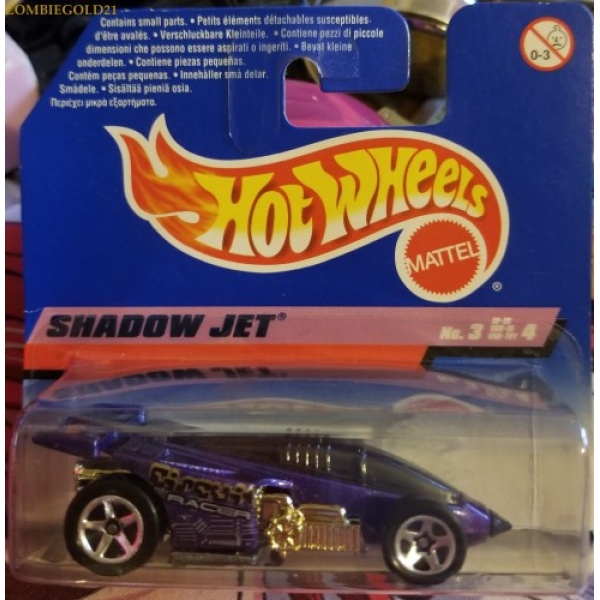 ZOMBIEGOLD21
Contains small parts. • Petits éléments détachables susceptibles
d'être avalés. • Verschluckbare Kleinteile. • Contiene pezzi di piccole
dimensioni che possono essere aspirati o ingeriti. • Bevat kleine
onderdelen. • Contiene piezas pequeñas.
Contém peças pequenas. • Innehåller små delar.
Smådele. • Sisältää pieniä osia.
Περιέχει μικρά εξαρτήματα.
0-3
HOT WHEELS
MATTEL
®
SHADOW JET®
No. 3 4
Circuit
RACER